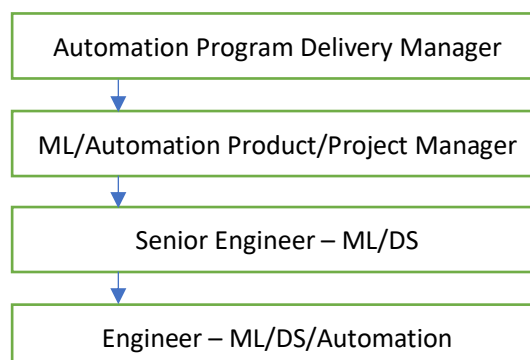 Automation Program Delivery Manager
ML/Automation Product/Project Manager
Senior Engineer – ML/DS
Engineer – ML/DS/Automation